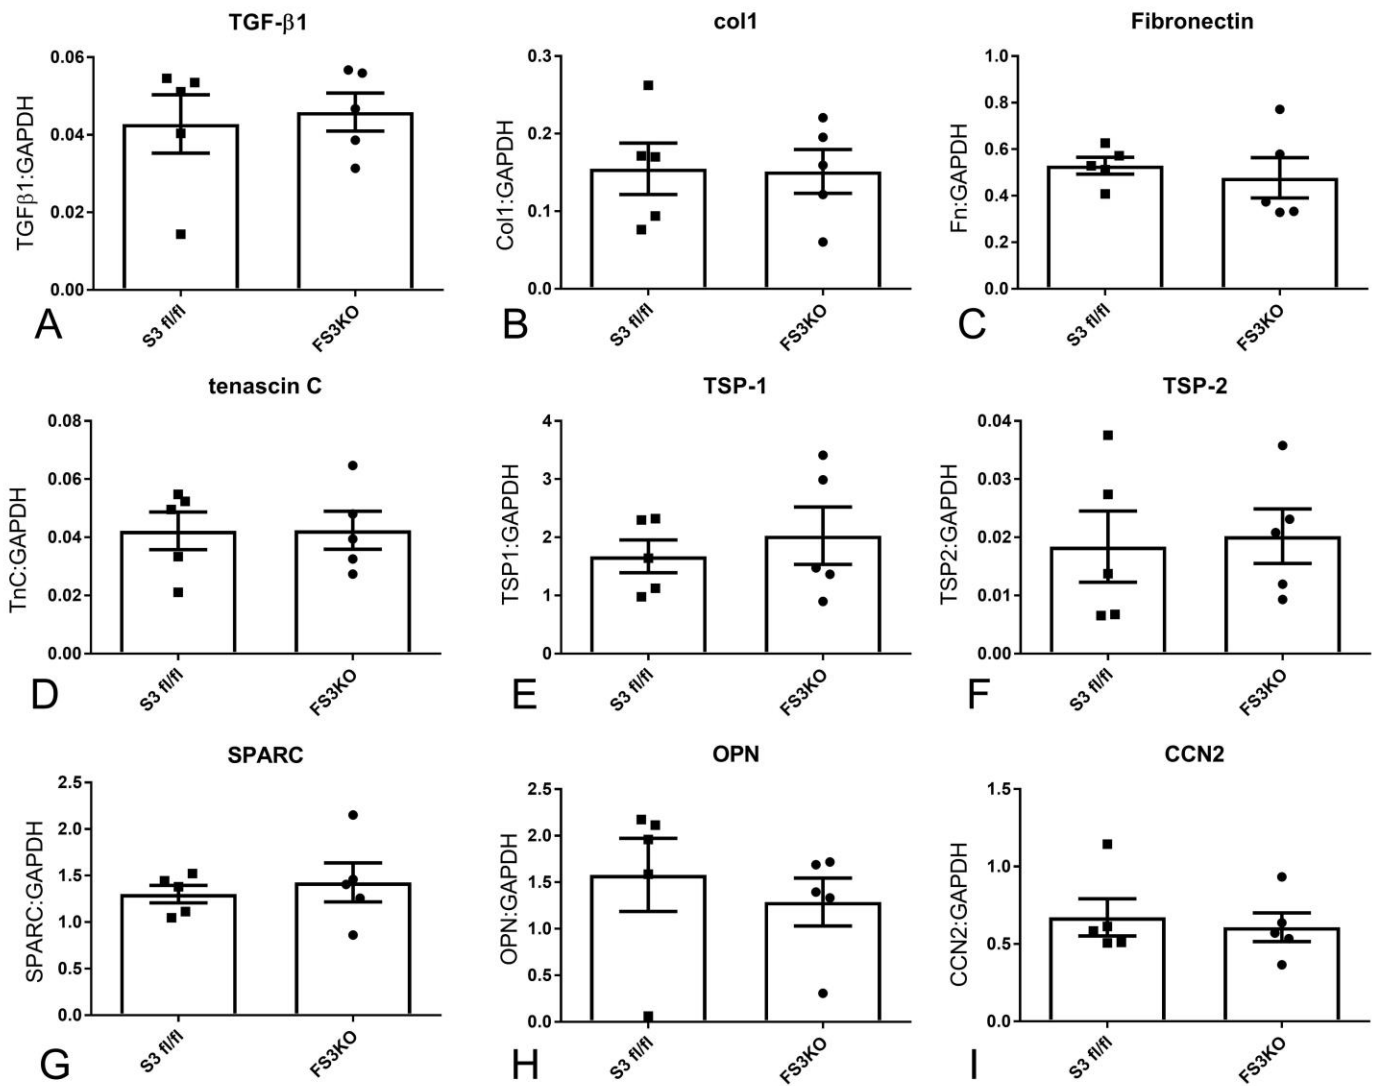 TGF-β1
TGFβ1:GAPDH
0.06
0.04
0.02
0.00
S3 fl/fl
FS3KO
A
col1
Col1:GAPDH
0.3
0.2
0.1
0.0
S3 fl/fl
FS3KO
B
Fibronectin
Fn:GAPDH
1.0
0.8
0.6
0.4
0.2
0.0
S3 fl/fl
FS3KO
C
tenascin C
TnC:GAPDH
0.08
0.06
0.04
0.02
0.00
S3 fl/fl
FS3KO
D
TSP-1
TSP1:GAPDH
4
3
2
1
0
S3 fl/fl
FS3KO
E
TSP-2
TSP2:GAPDH
0.04
0.03
0.02
0.01
0.00
S3 fl/fl
FS3KO
F
SPARC
SPARC:GAPDH
2.5
2.0
1.5
1.0
0.5
0.0
S3 fl/fl
FS3KO
G
OPN
OPN:GAPDH
2.5
2.0
1.5
1.0
0.5
0.0
S3 fl/fl
FS3KO
H
CCN2
CCN2:GAPDH
1.5
1.0
0.5
0.0
S3 fl/fl
FS3KO
I